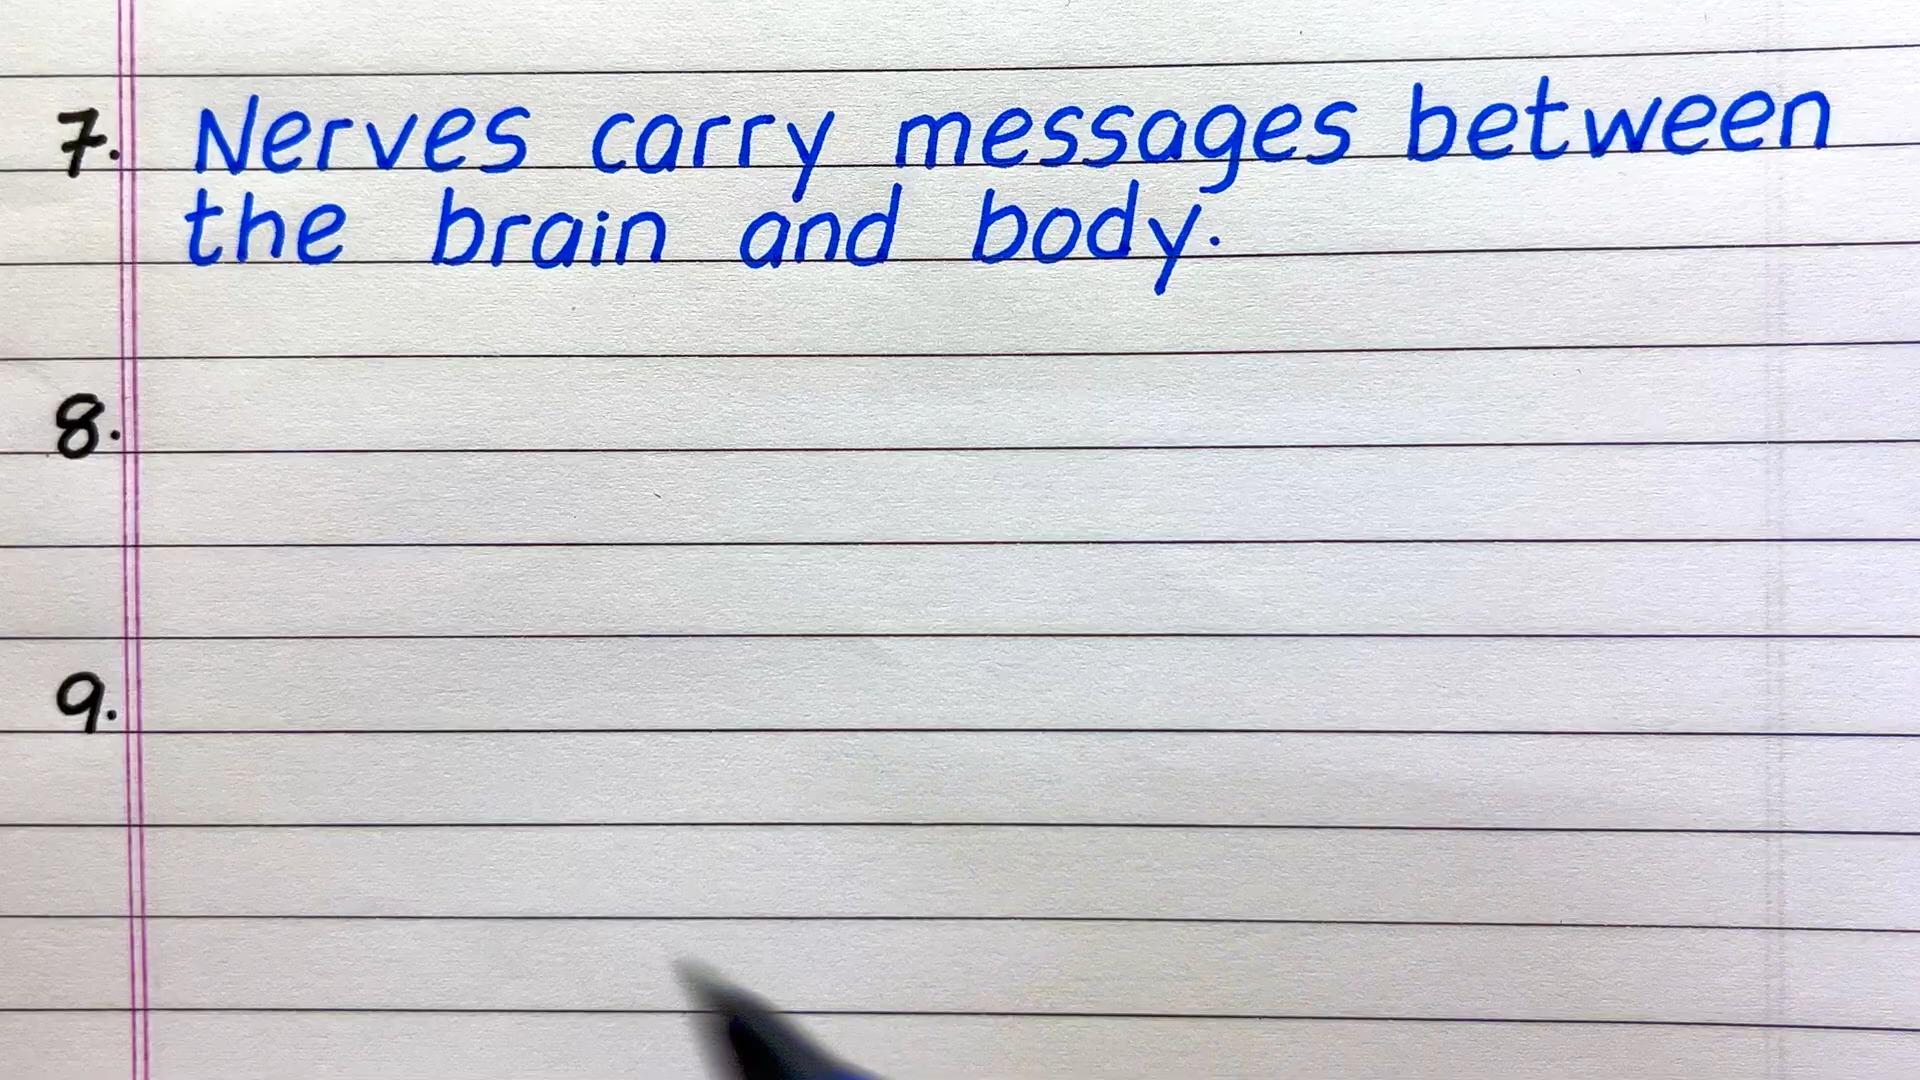 7. Nerves carry messages between
the brain and body.
8.
9.